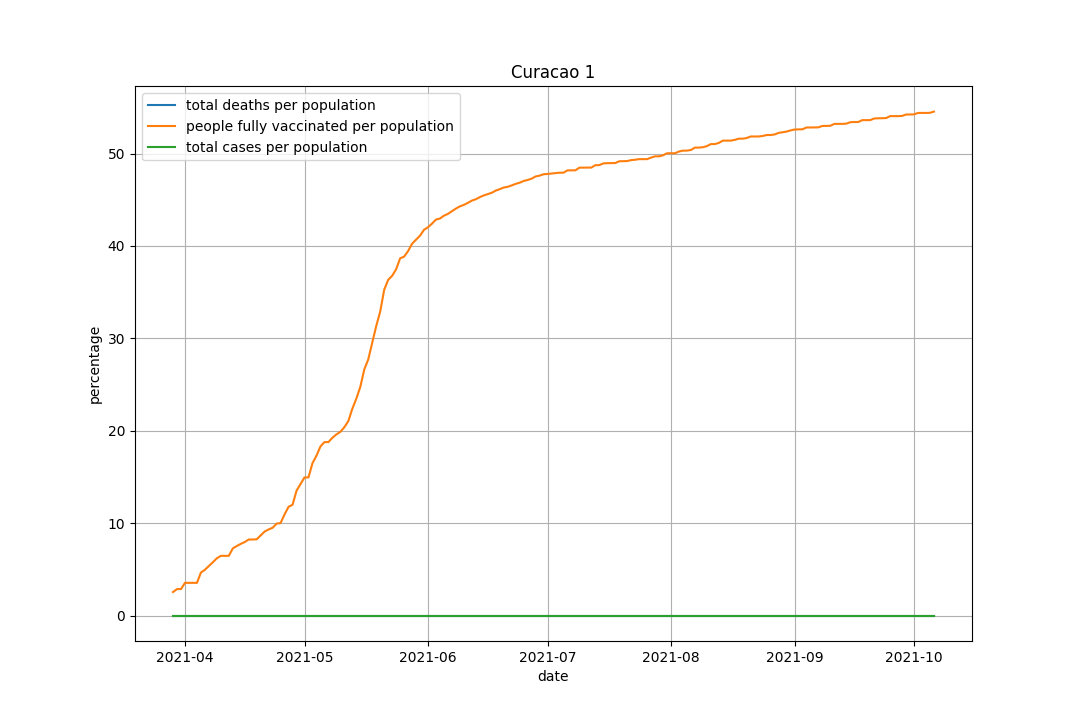 Curacao 1
total deaths per population
people fully vaccinated per population
total cases per population
percentage
50
40
30
20
10
0
2021-04 2021-05 2021-06 2021-07 2021-08 2021-09 2021-10
date